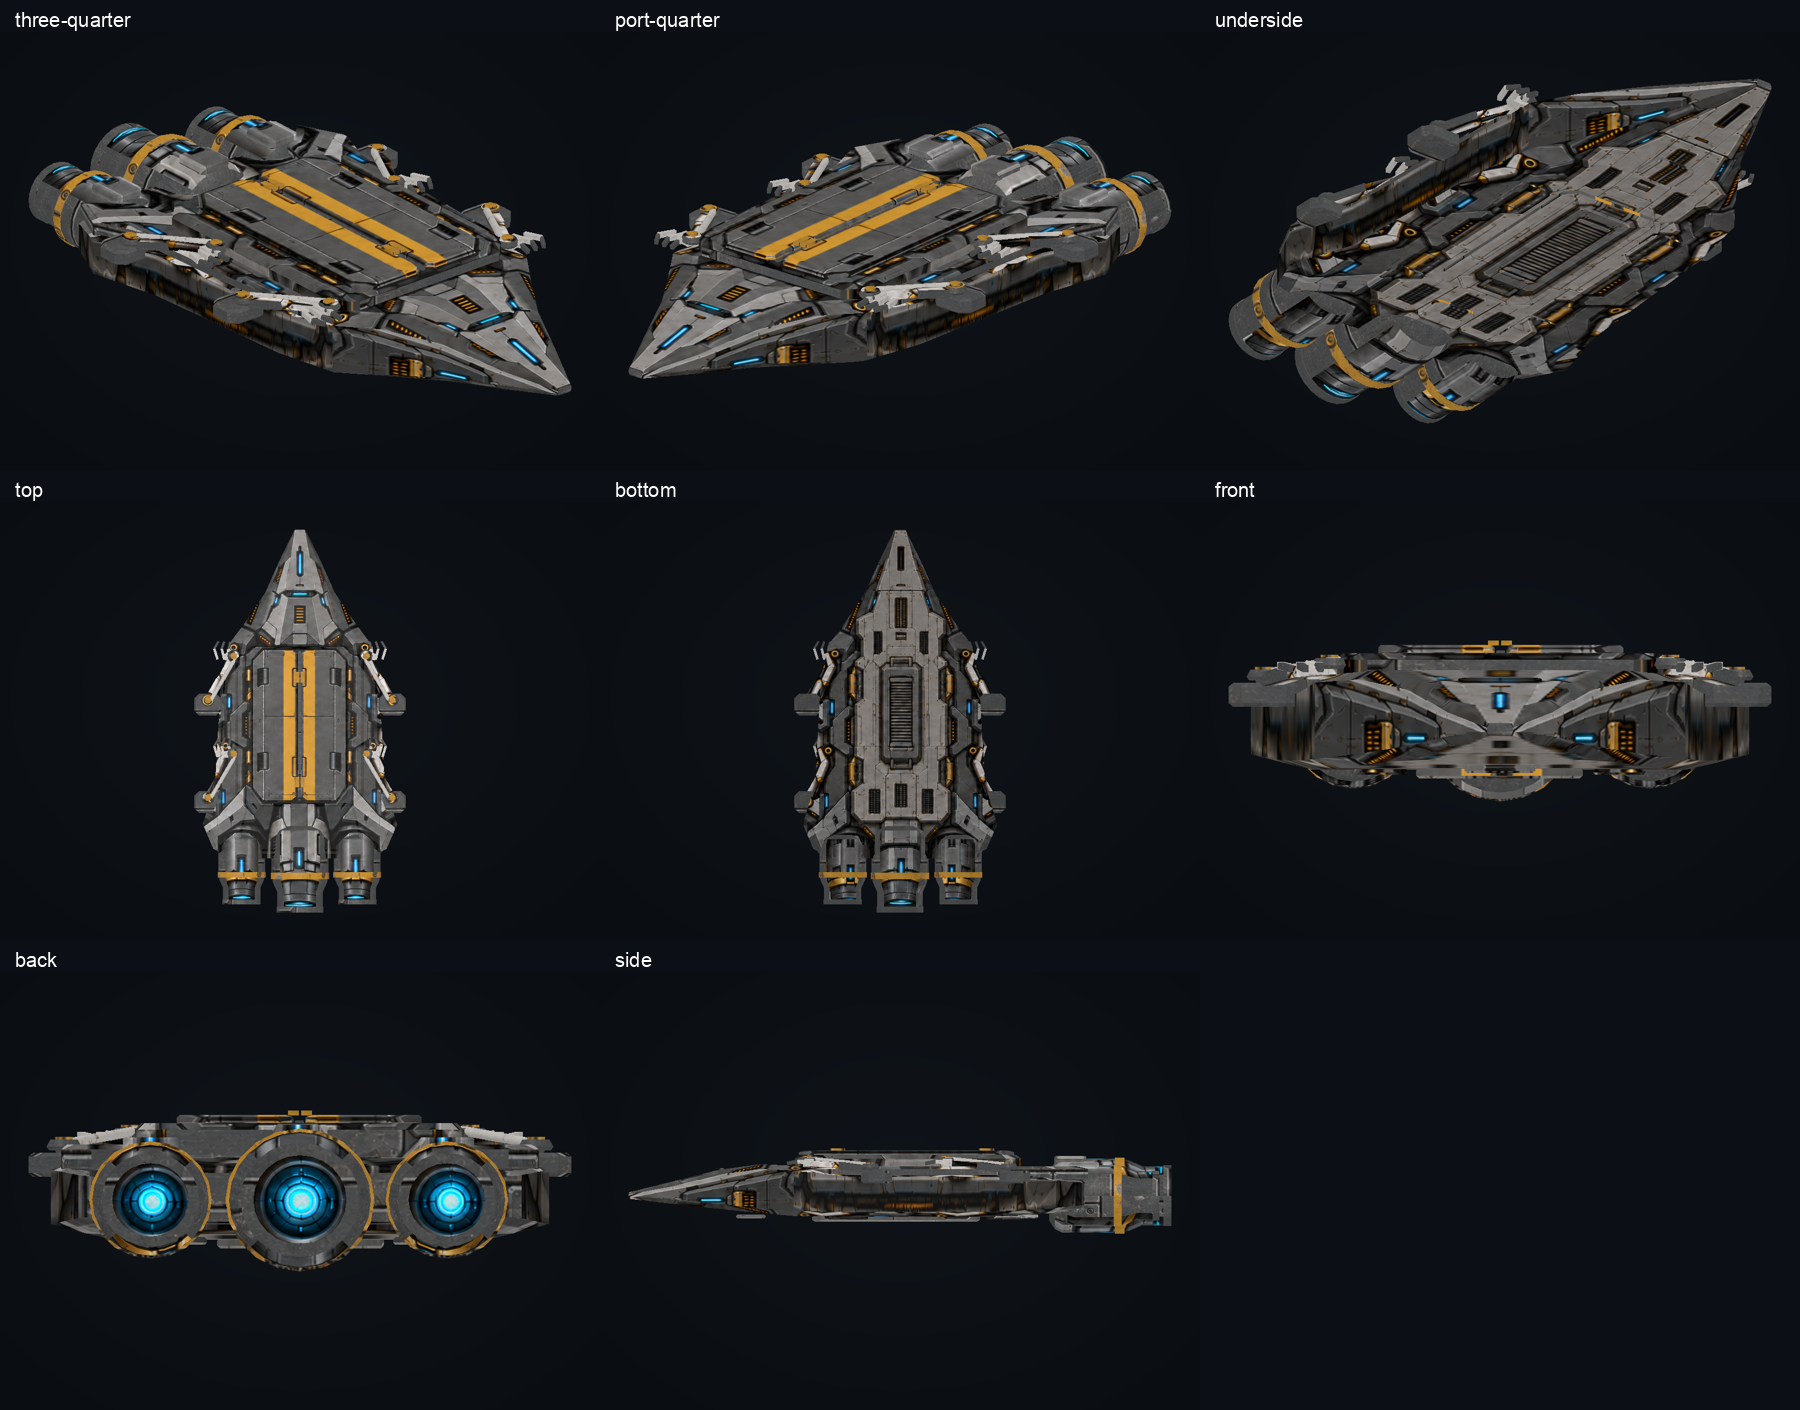 three-quarter
port-quarter
underside
top
bottom
front
back
side